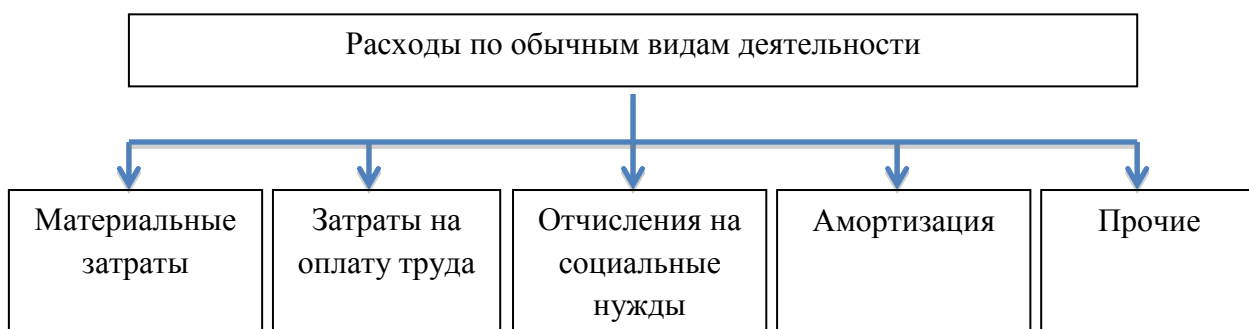 Расходы по обычным видам деятельности
Материальные
затраты
Затраты на
оплату труда
Отчисления на
социальные
нужды
Амортизация
Прочие